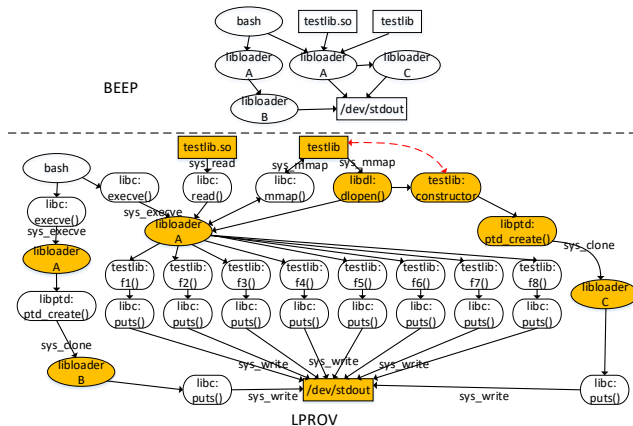 bash
testlib.so
testlib
libloader
A
libloader
A
libloader
C
BEEP
libloader
B
/dev/stdout
testlib.so
testlib
sys_read
sys_mmap
sys_mmap
bash
libc:
execve()
libc:
read()
libc:
mmap()
libdl:
dlopen()
testlib:
constructor
libc:
execve()
sys_execve
sys_execve
libloader
A
libptd:
ptd_create()
sys_clone
libloader
A
testlib:
f1()
testlib:
f2()
testlib:
f3()
testlib:
f4()
testlib:
f5()
testlib:
f6()
testlib:
f7()
testlib:
f8()
libloader
C
libptd:
ptd_create()
libc:
puts()
libc:
puts()
libc:
puts()
libc:
puts()
libc:
puts()
libc:
puts()
libc:
puts()
libc:
puts()
sys_clone
sys_write
sys_write
sys_write
libloader
B
libc:
puts()
sys_write
/dev/stdout
sys_write
libc:
puts()
LPROV